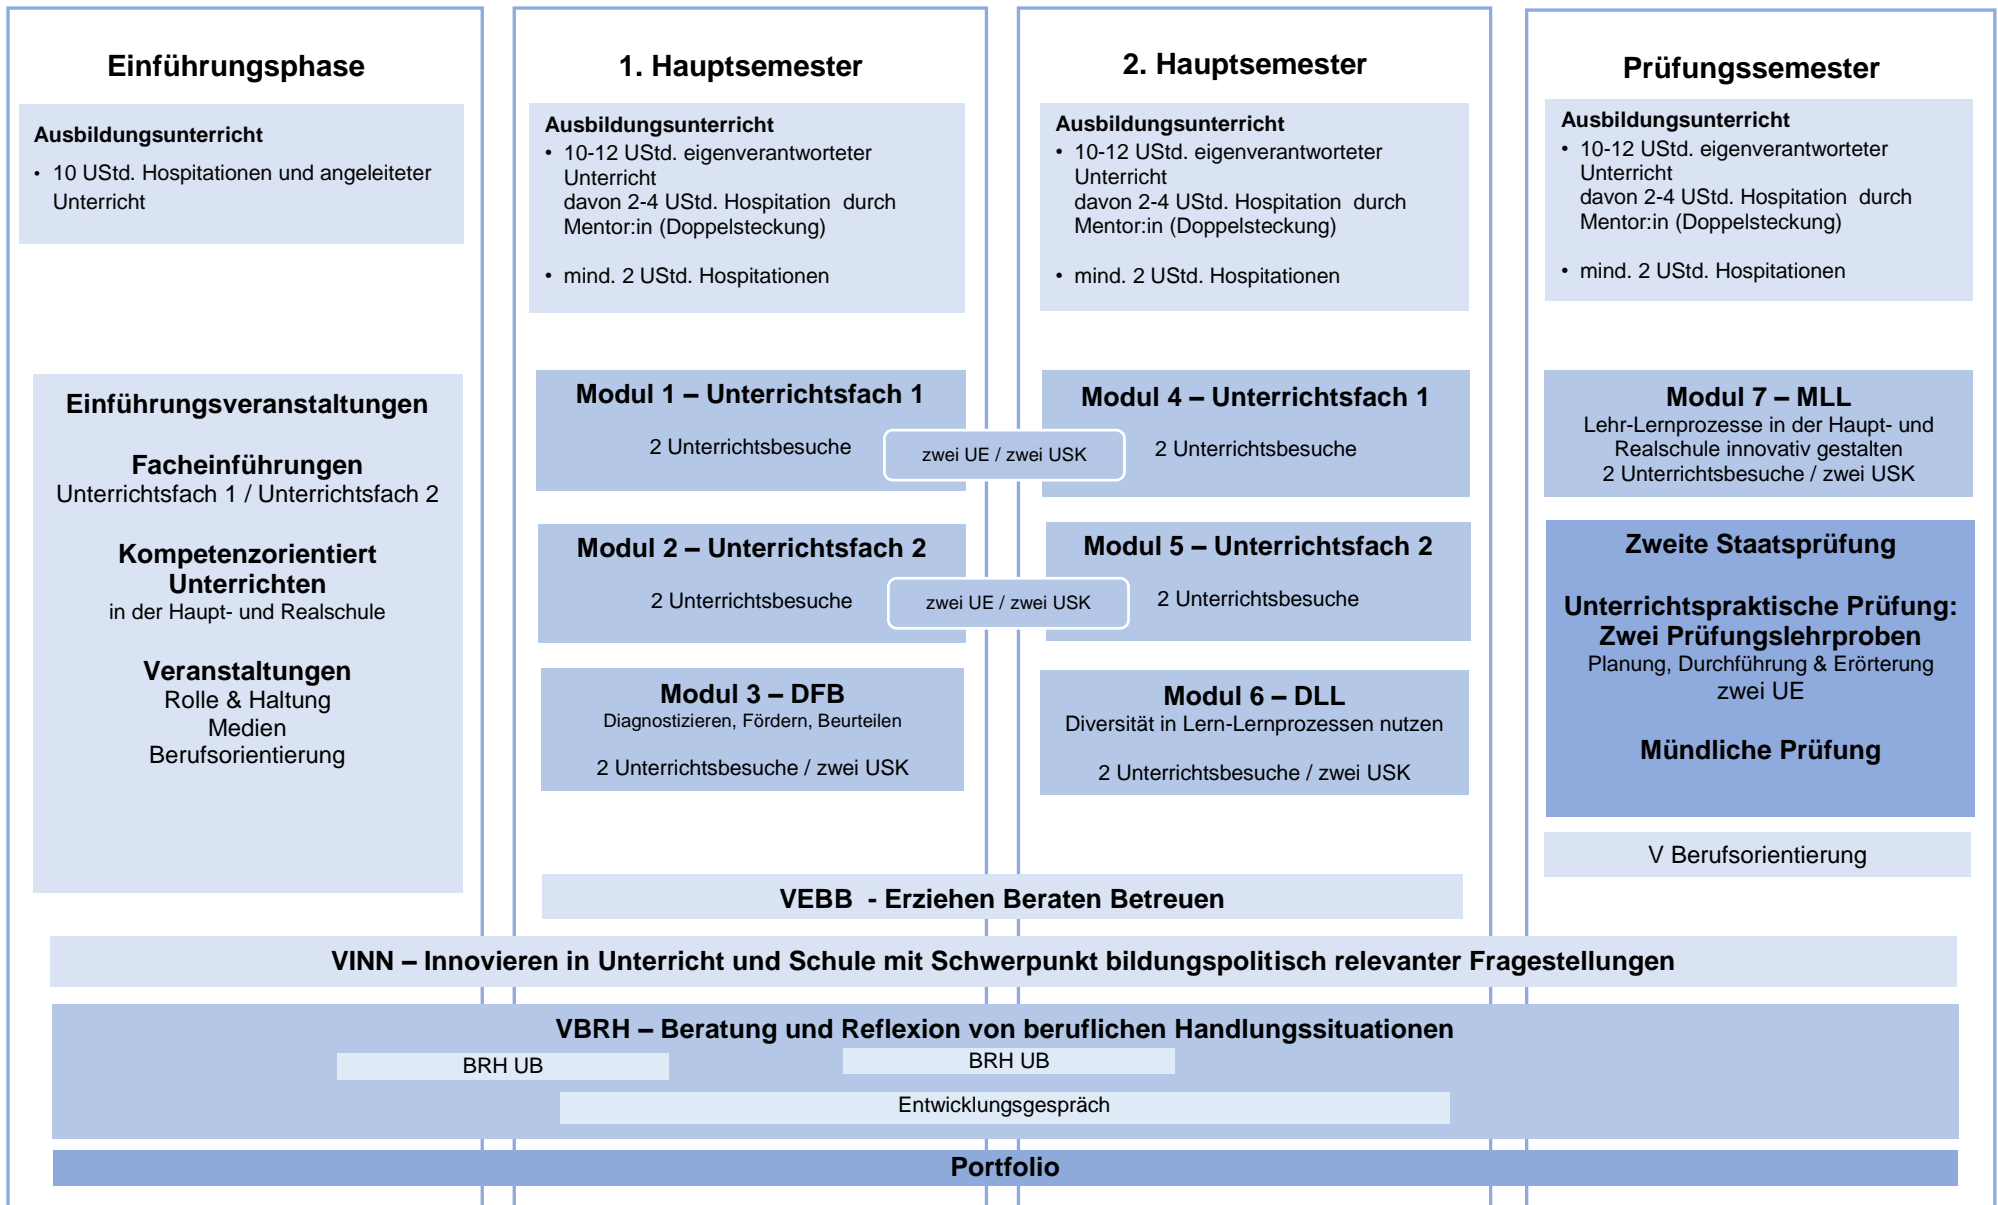 Einführungsphase
Ausbildungsunterricht
• 10 UStd. Hospitationen und angeleiteter
Unterricht
Einführungsveranstaltungen
Facheinführungen
Unterrichtsfach 1 / Unterrichtsfach 2
Kompetenzorientiert
Unterrichten
in der Haupt- und Realschule
Veranstaltungen
Rolle & Haltung
Medien
Berufsorientierung
1. Hauptsemester
Ausbildungsunterricht
• 10-12 UStd. eigenverantworteter
Unterricht
davon 2-4 UStd. Hospitation durch
Mentor:in (Doppelsteckung)
• mind. 2 UStd. Hospitationen
Modul 1 – Unterrichtsfach 1
2 Unterrichtsbesuche
zwei UE / zwei USK
Modul 2 – Unterrichtsfach 2
2 Unterrichtsbesuche
zwei UE / zwei USK
Modul 3 – DFB
Diagnostizieren, Fördern, Beurteilen
2 Unterrichtsbesuche / zwei USK
2. Hauptsemester
Ausbildungsunterricht
• 10-12 UStd. eigenverantworteter
Unterricht
davon 2-4 UStd. Hospitation durch
Mentor:in (Doppelsteckung)
• mind. 2 UStd. Hospitationen
Modul 4 – Unterrichtsfach 1
2 Unterrichtsbesuche
Modul 5 – Unterrichtsfach 2
2 Unterrichtsbesuche
Modul 6 – DLL
Diversität in Lern-Lernprozessen nutzen
2 Unterrichtsbesuche / zwei USK
Prüfungssemester
Ausbildungsunterricht
• 10-12 UStd. eigenverantworteter
Unterricht
davon 2-4 UStd. Hospitation durch
Mentor:in (Doppelsteckung)
• mind. 2 UStd. Hospitationen
Modul 7 – MLL
Lehr-Lernprozesse in der Haupt- und
Realschule innovativ gestalten
2 Unterrichtsbesuche / zwei USK
Zweite Staatsprüfung
Unterrichtspraktische Prüfung:
Zwei Prüfungslehrproben
Planung, Durchführung & Erörterung
zwei UE
Mündliche Prüfung
V Berufsorientierung
VEBB - Erziehen Beraten Betreuen
VINN – Innovieren in Unterricht und Schule mit Schwerpunkt bildungspolitisch relevanter Fragestellungen
VBRH – Beratung und Reflexion von beruflichen Handlungssituationen
BRH UB
BRH UB
Entwicklungsgespräch
Portfolio